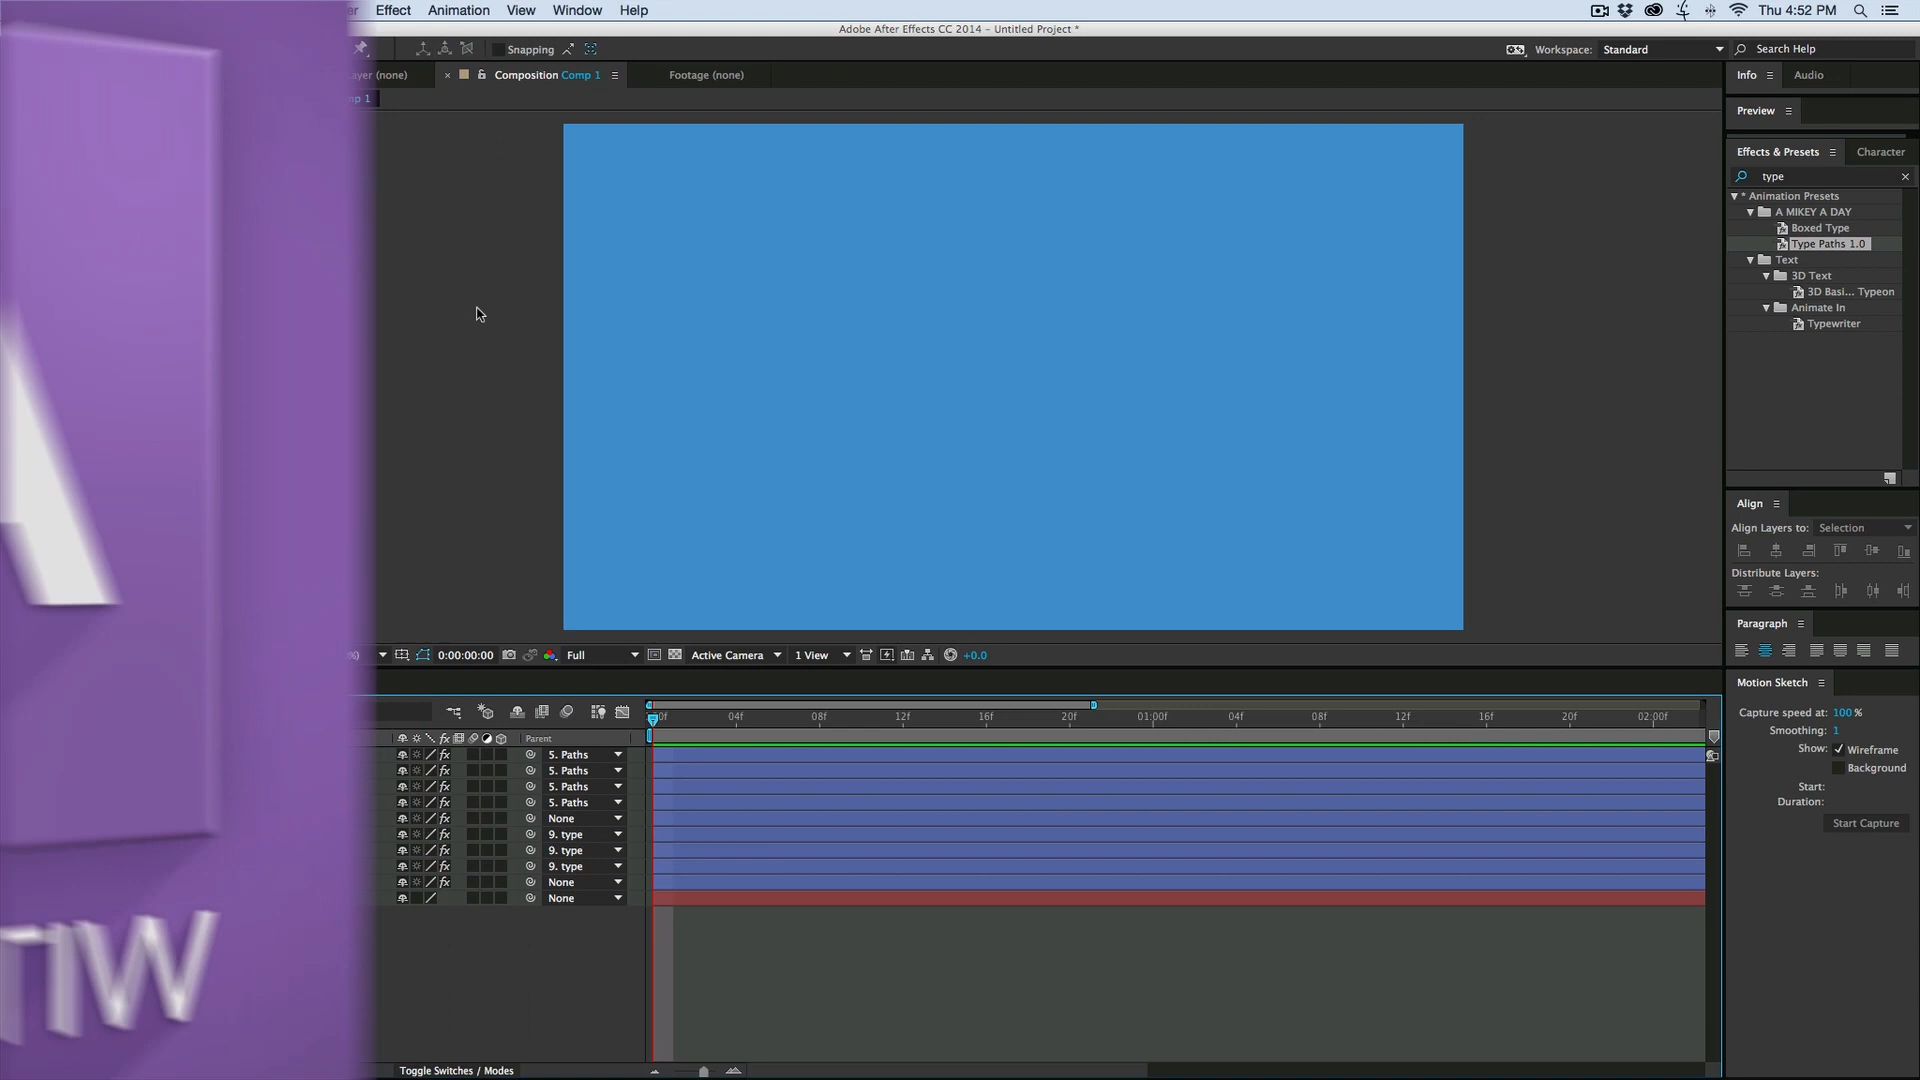 Effect Animation View Window Help
Thu 4:52 PM
Adobe After Effects CC 2014 - Untitled Project *
Snapping
Workspace: Standard
Search Help
(none)
Composition Comp 1
Footage (none)
Info
Audio
Preview
Effects & Presets
Character
type
* Animation Presets
A MIKEY A DAY
Boxed Type
Type Paths 1.0
Text
3D Text
3D Basi... Typeon
Animate In
Typewriter
Align
Align Layers to: Selection
Distribute Layers:
Paragraph
Motion Sketch
Capture speed at: 100 %
Smoothing: 1
Show: Wireframe
Background
Start:
Duration:
Start Capture
0:00:00:00
Full
Active Camera
1 View
+0.0
04f 08f 12f 16f 20f 01:00f 04f 08f 12f 16f 20f 02:00f
Parent
5. Paths
5. Paths
5. Paths
5. Paths
None
9. type
9. type
9. type
None
None
Toggle Switches / Modes